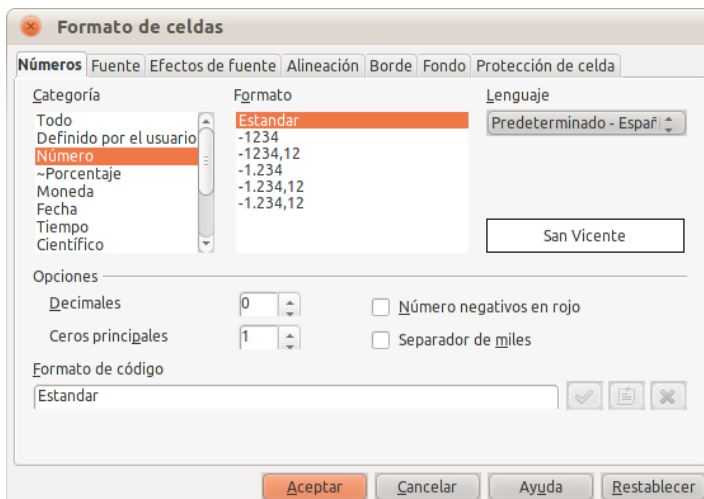 Formato de celdas
Números Fuente Efectos de fuente Alineación Borde Fondo Protección de celda
Categoría
Todo
Definido por el usuario
Número
~Porcentaje
Moneda
Fecha
Tiempo
Científico
Formato
Estandar
-1234
-1234,12
-1.234
-1.234,12
-1.234,12
Lenguaje
Predeterminado - Españ
San Vicente
Opciones
Decimales 0
Número negativos en rojo
Ceros principales 1
Separador de miles
Formato de código
Estandar
Aceptar Cancelar Ayuda Restablecer